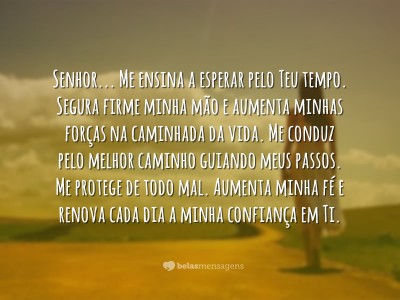 Senhor... Me ensina a esperar pelo Teu tempo.
Segura firme minha mão e aumenta minhas
forças na caminhada da vida. Me conduz
pelo melhor caminho guiando meus passos.
Me protege de todo mal. Aumenta minha fé e
renova cada dia a minha confiança em Ti.
belasmensagens